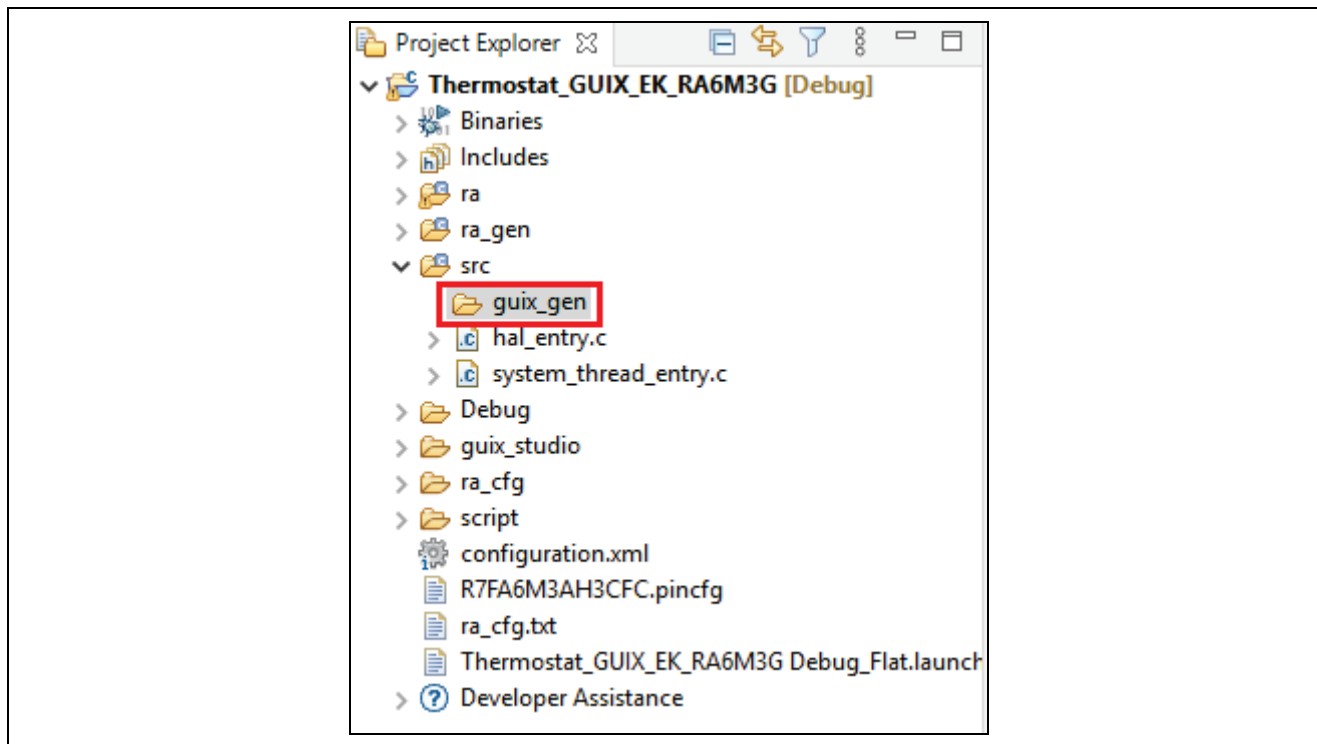 Project Explorer
Thermostat_GUIX_EK_RA6M3G [Debug]
Binaries
Includes
ra
ra_gen
src
guix_gen
hal_entry.c
system_thread_entry.c
Debug
guix_studio
ra_cfg
script
configuration.xml
R7FA6M3AH3CFC.pincfg
ra_cfg.txt
Thermostat_GUIX_EK_RA6M3G Debug_Flat.launch
Developer Assistance